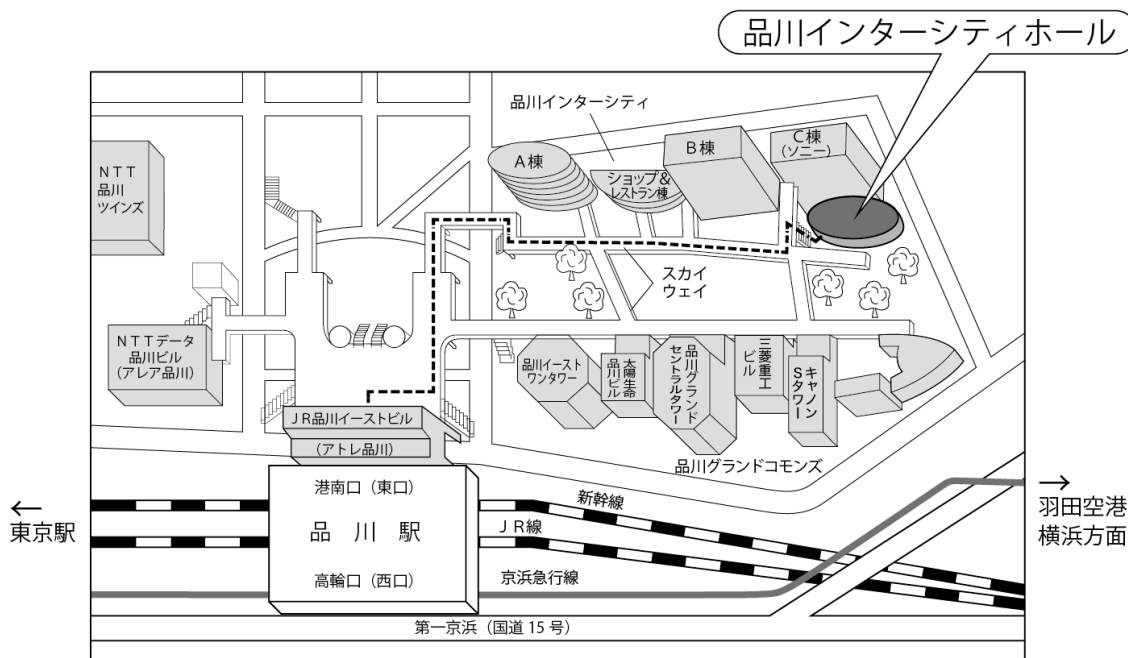 品川インターシティホール
品川インターシティ
A棟
ショップ&
レストラン棟
B棟
C棟
(ソニー)
NTT
品川
ツインズ
スカイ
ウェイ
NTTデータ
品川ビル
(アレア品川)
品川イースト
ワンタワー
太陽生命
品川ビル
品川グランド
セントラルタワー
三菱重工
ビル
キヤノン
Sタワー
品川グランドコモンズ
JR品川イーストビル
(アトレ品川)
港南口(東口)
品川駅
高輪口(西口)
新幹線
JR線
京浜急行線
第一京浜(国道15号)
←
東京駅
→
羽田空港
横浜方面